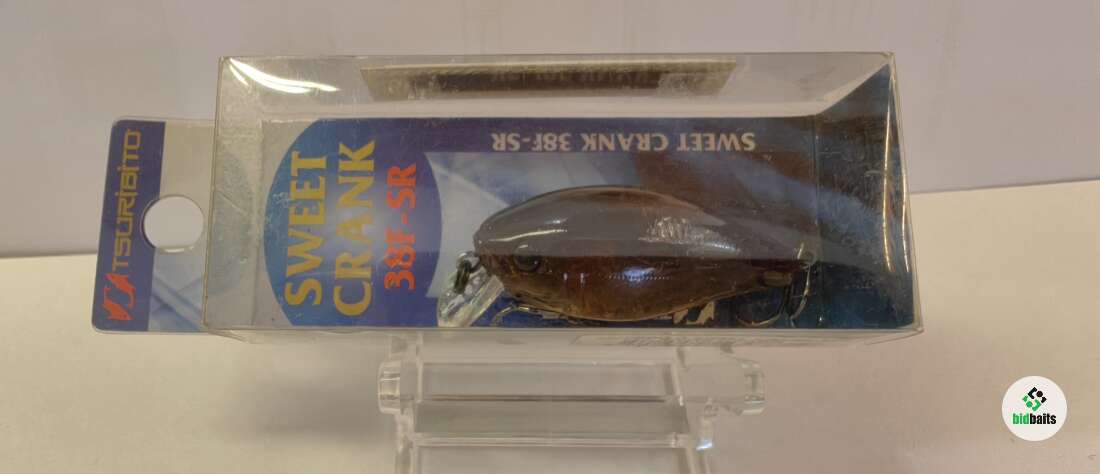 TSURIBITO
SWEET
CRANK
38F-SR
SWEET CRANK 38F-SR
bidbaits